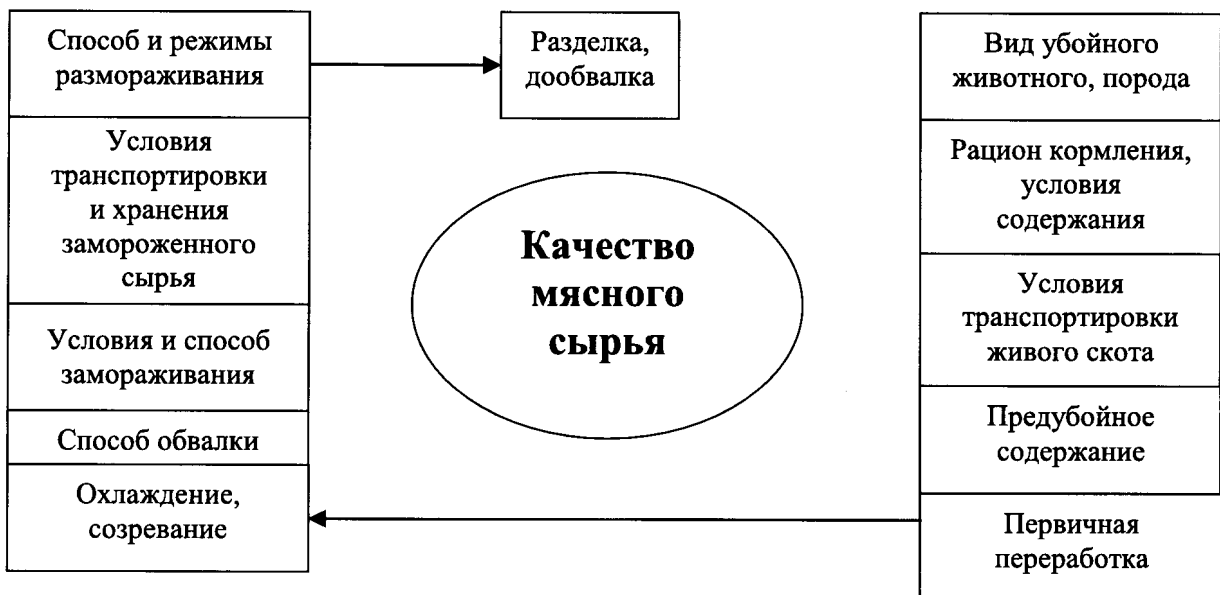 Способ и режимы
размораживания
Условия
транспортировки
и хранения
замороженного
сырья
Условия и способ
замораживания
Способ обвалки
Охлаждение,
созревание
Разделка,
дообвалка
Качество
мясного
сырья
Вид убойного
животного, порода
Рацион кормления,
условия
содержания
Условия
транспортировки
живого скота
Предубойное
содержание
Первичная
переработка